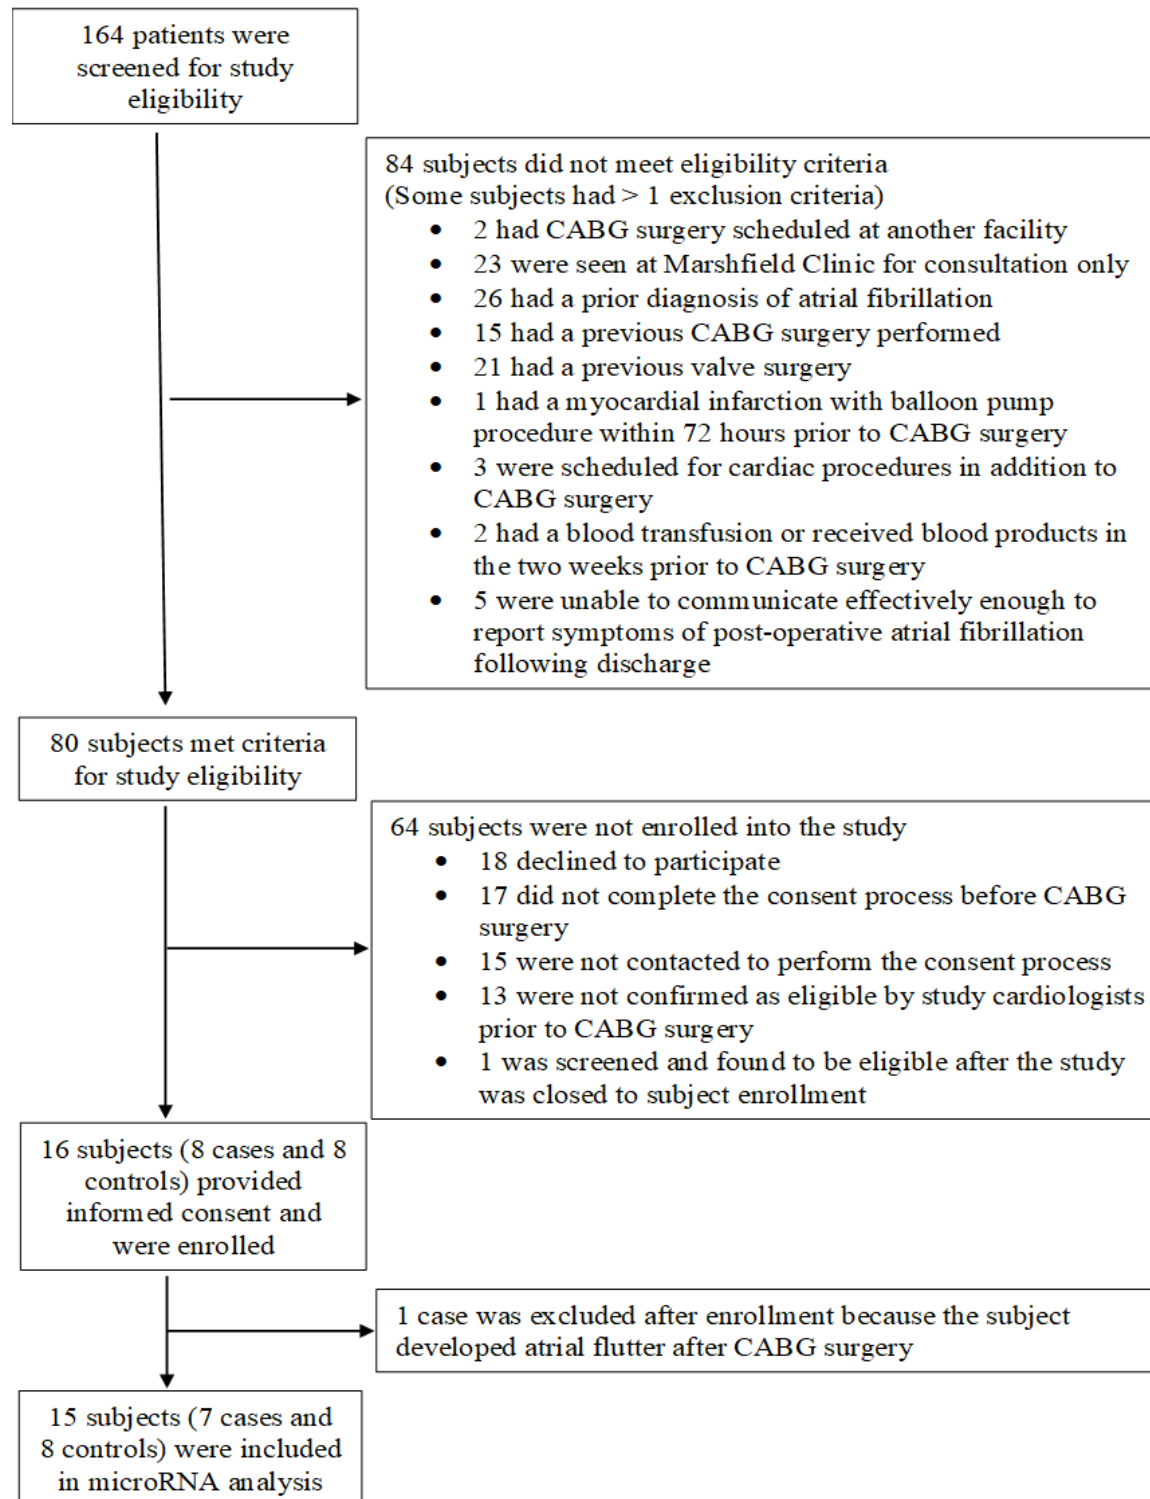 164 patients were
screened for study
eligibility
84 subjects did not meet eligibility criteria
(Some subjects had > 1 exclusion criteria)
• 2 had CABG surgery scheduled at another facility
• 23 were seen at Marshfield Clinic for consultation only
• 26 had a prior diagnosis of atrial fibrillation
• 15 had a previous CABG surgery performed
• 21 had a previous valve surgery
• 1 had a myocardial infarction with balloon pump
procedure within 72 hours prior to CABG surgery
• 3 were scheduled for cardiac procedures in addition to
CABG surgery
• 2 had a blood transfusion or received blood products in
the two weeks prior to CABG surgery
• 5 were unable to communicate effectively enough to
report symptoms of post-operative atrial fibrillation
following discharge
80 subjects met criteria
for study eligibility
64 subjects were not enrolled into the study
• 18 declined to participate
• 17 did not complete the consent process before CABG
surgery
• 15 were not contacted to perform the consent process
• 13 were not confirmed as eligible by study cardiologists
prior to CABG surgery
• 1 was screened and found to be eligible after the study
was closed to subject enrollment
16 subjects (8 cases and 8
controls) provided
informed consent and
were enrolled
1 case was excluded after enrollment because the subject
developed atrial flutter after CABG surgery
15 subjects (7 cases and
8 controls) were included
in microRNA analysis